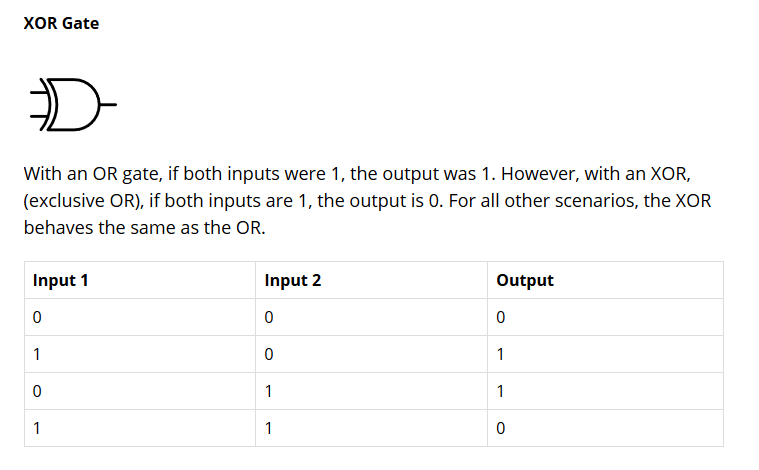 XOR Gate
With an OR gate, if both inputs were 1, the output was 1. However, with an XOR,
(exclusive OR), if both inputs are 1, the output is 0. For all other scenarios, the XOR
behaves the same as the OR.
Input 1 Input 2 Output
0 0 0
1 0 1
0 1 1
1 1 0